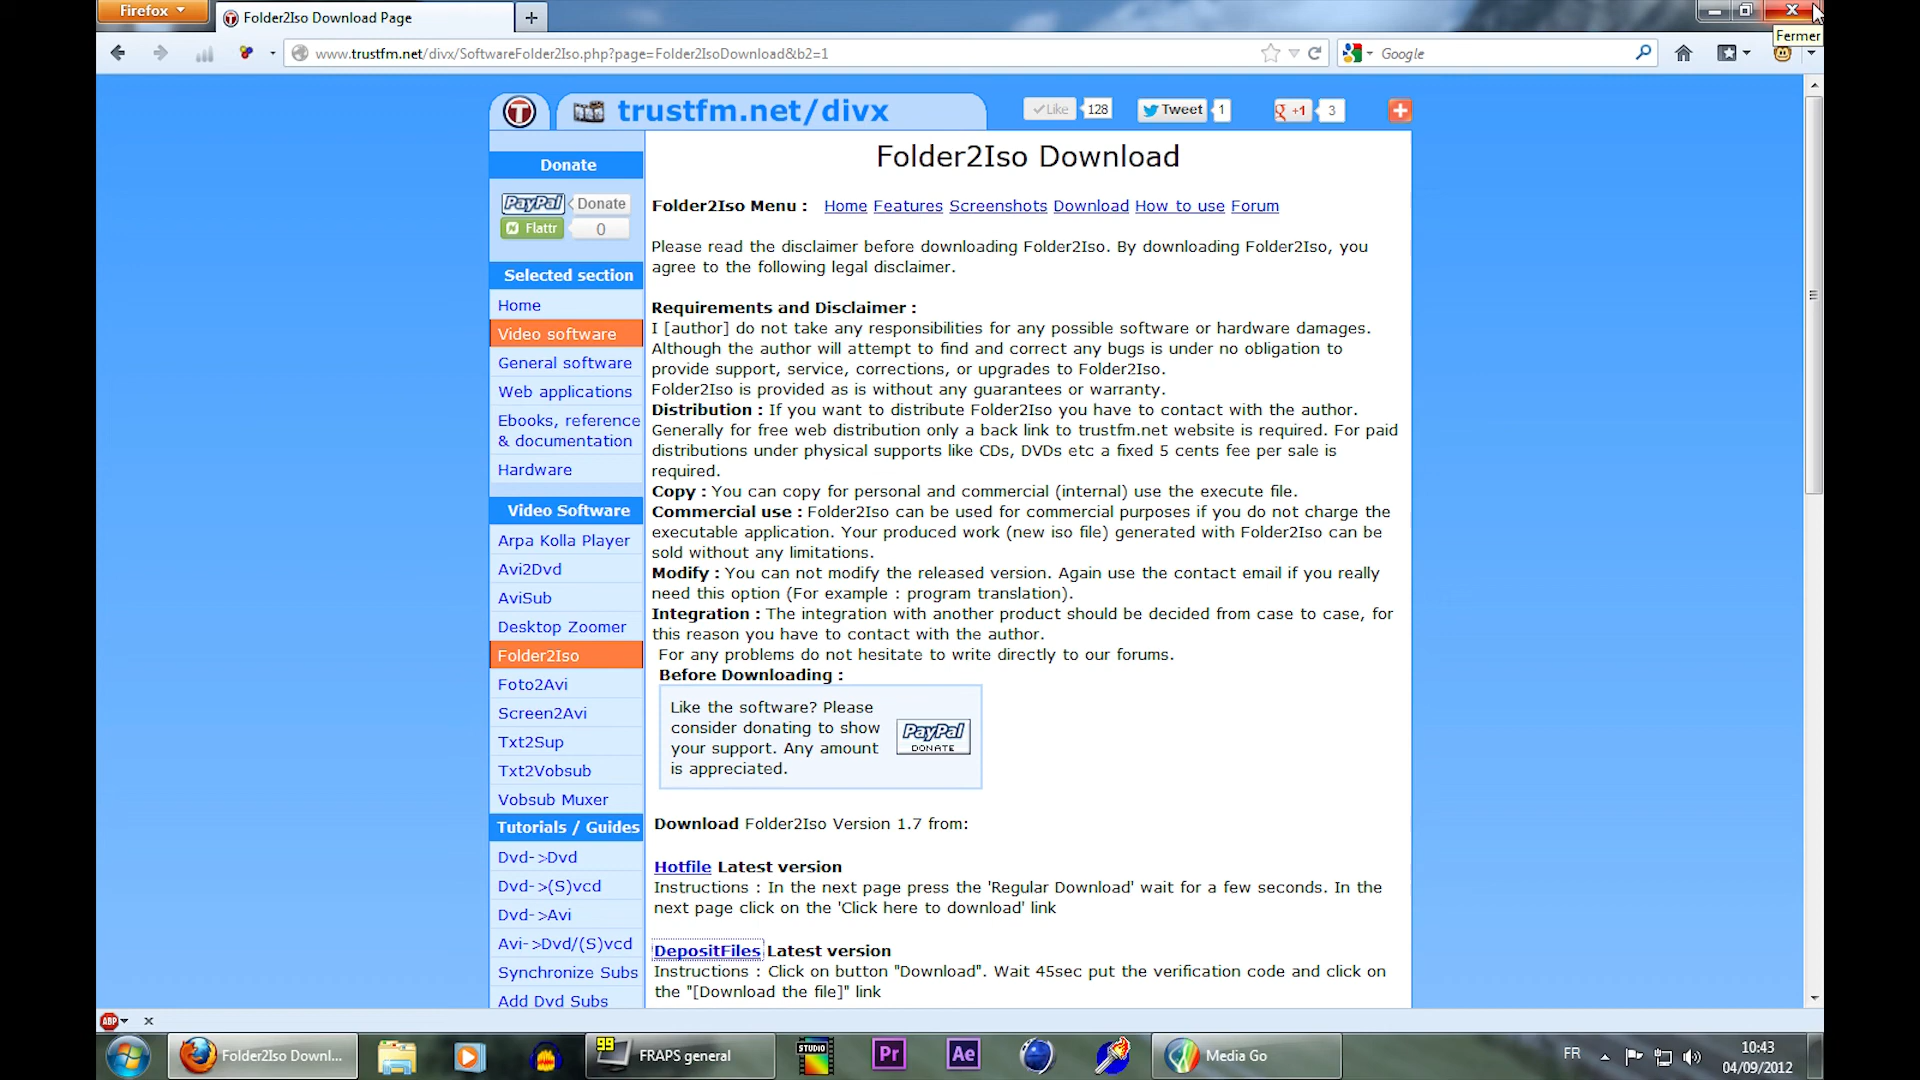 Firefox
Folder2Iso Download Page
Fermer
www.trustfm.net/divx/SoftwareFolder2Iso.php?page=Folder2IsoDownload&b2=1
Google
trustfm.net/divx
Like 128
Tweet 1
+1 3
Donate
PayPal Donate
Flattr 0
Selected section
Home
Video software
General software
Web applications
Ebooks, reference
& documentation
Hardware
Video Software
Arpa Kolla Player
Avi2Dvd
AviSub
Desktop Zoomer
Folder2Iso
Foto2Avi
Screen2Avi
Txt2Sup
Txt2Vobsub
Vobsub Muxer
Tutorials / Guides
Dvd->Dvd
Dvd->(S)vcd
Dvd->Avi
Avi->Dvd/(S)vcd
Synchronize Subs
Add Dvd Subs
Folder2Iso Download
Folder2Iso Menu : Home Features Screenshots Download How to use Forum
Please read the disclaimer before downloading Folder2Iso. By downloading Folder2Iso, you
agree to the following legal disclaimer.
Requirements and Disclaimer :
I [author] do not take any responsibilities for any possible software or hardware damages.
Although the author will attempt to find and correct any bugs is under no obligation to
provide support, service, corrections, or upgrades to Folder2Iso.
Folder2Iso is provided as is without any guarantees or warranty.
Distribution : If you want to distribute Folder2Iso you have to contact with the author.
Generally for free web distribution only a back link to trustfm.net website is required. For paid
distributions under physical supports like CDs, DVDs etc a fixed 5 cents fee per sale is
required.
Copy : You can copy for personal and commercial (internal) use the execute file.
Commercial use : Folder2Iso can be used for commercial purposes if you do not charge the
executable application. Your produced work (new iso file) generated with Folder2Iso can be
sold without any limitations.
Modify : You can not modify the released version. Again use the contact email if you really
need this option (For example : program translation).
Integration : The integration with another product should be decided from case to case, for
this reason you have to contact with the author.
For any problems do not hesitate to write directly to our forums.
Before Downloading :
Like the software? Please
consider donating to show
your support. Any amount
is appreciated.
PayPal
DONATE
Download Folder2Iso Version 1.7 from:
Hotfile Latest version
Instructions : In the next page press the 'Regular Download' wait for a few seconds. In the
next page click on the 'Click here to download' link
DepositFiles Latest version
Instructions : Click on button "Download". Wait 45sec put the verification code and click on
the "[Download the file]" link
ABP
Folder2Iso Downl...
99
FRAPS general
STUDIO
Pr
Ae
Media Go
FR
10:43
04/09/2012